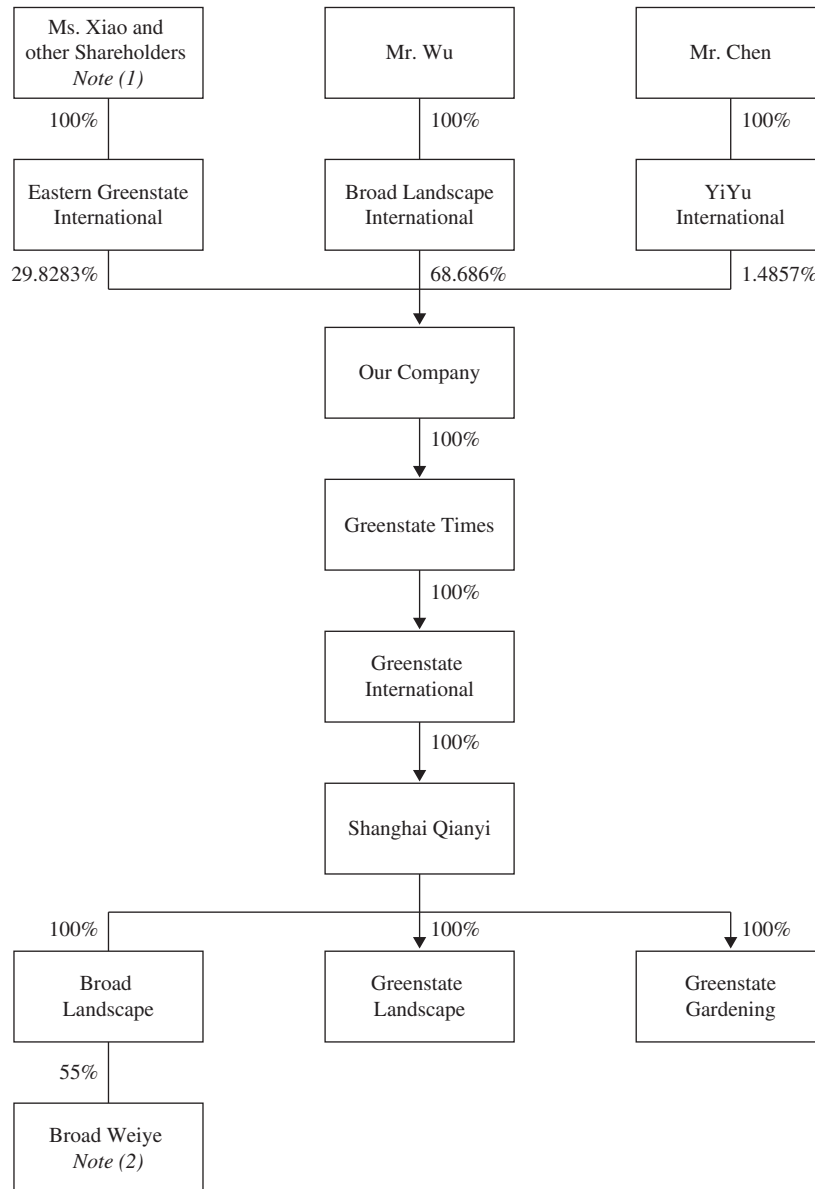 Ms. Xiao and
other Shareholders
Note (1)
Mr. Wu
Mr. Chen
100%
100%
100%
Eastern Greenstate
International
Broad Landscape
International
YiYu
International
29.8283%
68.686%
1.4857%
Our Company
100%
Greenstate Times
100%
Greenstate
International
100%
Shanghai Qianyi
100%
100%
100%
Broad
Landscape
Greenstate
Landscape
Greenstate
Gardening
55%
Broad Weiye
Note (2)